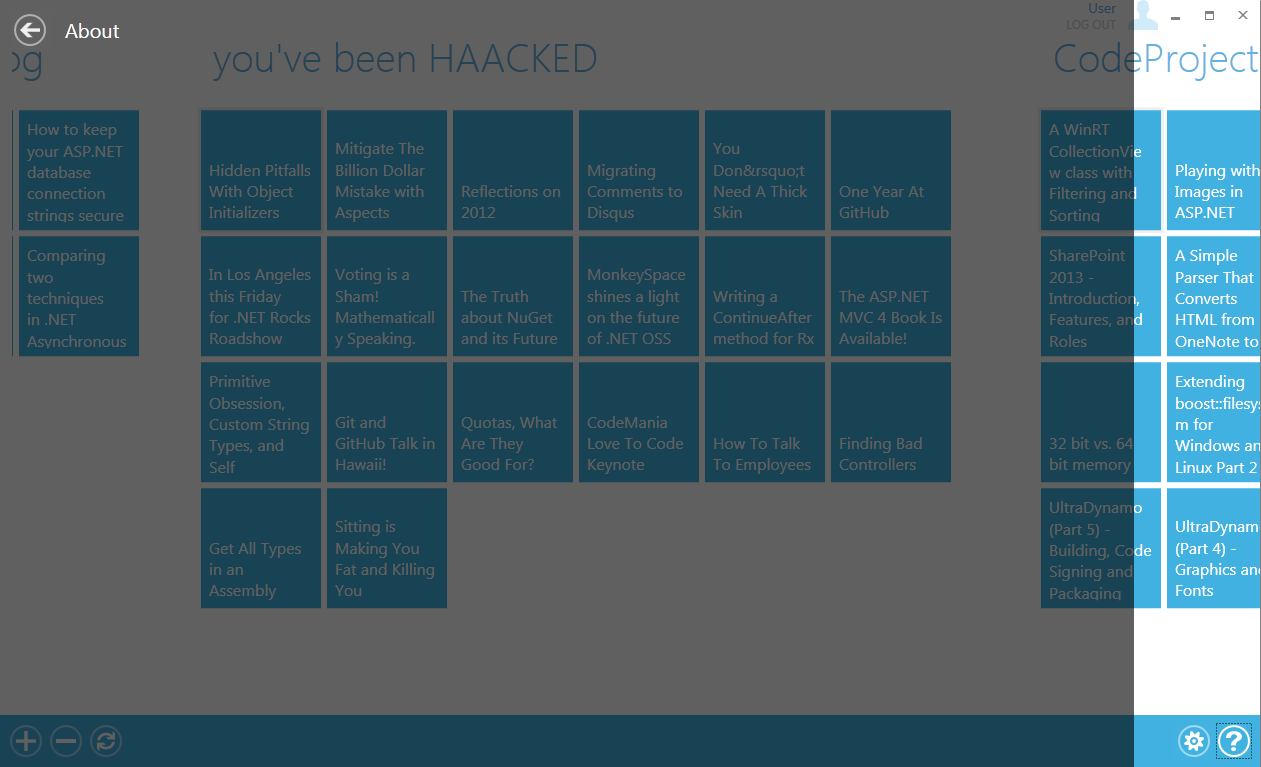 About
User
LOG OUT
og
How to keep
your ASP.NET
database
connection
strings secure
Comparing
two
techniques
in .NET
Asynchronous
you've been HAACKED
Hidden Pitfalls
With Object
Initializers
Mitigate The
Billion Dollar
Mistake with
Aspects
Reflections on
2012
Migrating
Comments to
Disqus
You
Don&rsquo;t
Need A Thick
Skin
One Year At
GitHub
In Los Angeles
this Friday
for .NET Rocks
Roadshow
Voting is a
Sham!
Mathematicall
y Speaking.
The Truth
about NuGet
and its Future
MonkeySpace
shines a light
on the future
of .NET OSS
Writing a
ContinueAfter
method for Rx
The ASP.NET
MVC 4 Book Is
Available!
Primitive
Obsession,
Custom String
Types, and
Self
Git and
GitHub Talk in
Hawaii!
Quotas, What
Are They
Good For?
CodeMania
Love To Code
Keynote
How To Talk
To Employees
Finding Bad
Controllers
Get All Types
in an
Assembly
Sitting is
Making You
Fat and Killing
You
CodeProject
A WinRT
CollectionVie
w class with
Filtering and
Sorting
Playing with
Images in
ASP.NET
SharePoint
2013 -
Introduction,
Features, and
Roles
A Simple
Parser That
Converts
HTML from
OneNote to
32 bit vs. 64
bit memory
Extending
boost::filesys
m for
Windows an
Linux Part 2
UltraDynamo
(Part 5) -
Building, Code
Signing and
Packaging
UltraDynam
(Part 4) -
Graphics an
Fonts